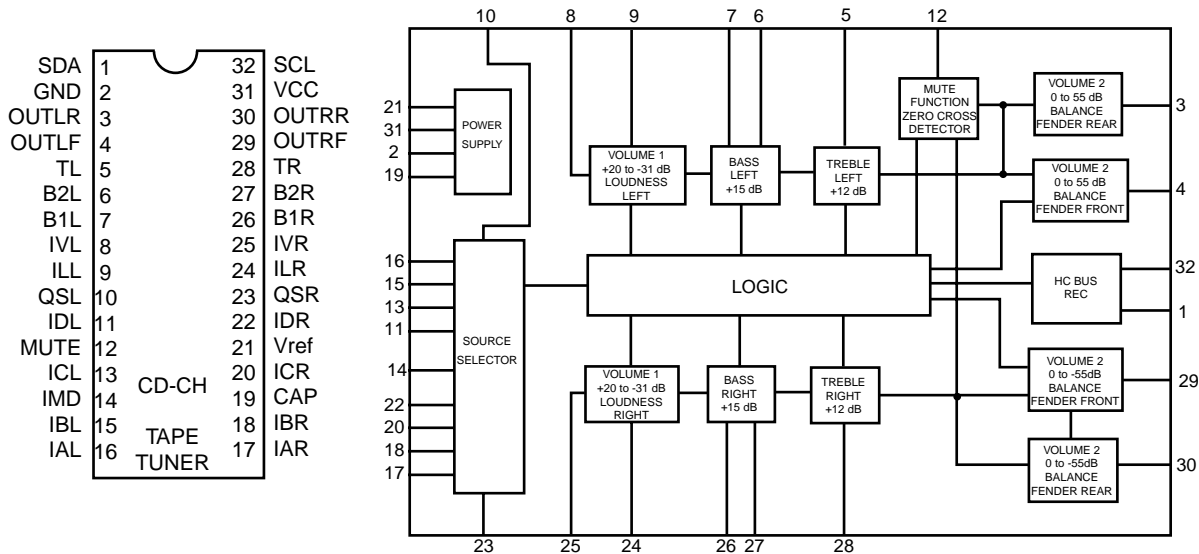 SDA 1 32 SCL
GND 2 31 VCC
OUTLR 3 30 OUTRR
OUTLF 4 29 OUTRF
TL 5 28 TR
B2L 6 27 B2R
B1L 7 26 B1R
IVL 8 25 IVR
ILL 9 24 ILR
QSL 10 23 QSR
IDL 11 22 IDR
MUTE 12 21 Vref
ICL 13 20 ICR
CD-CH
IMD 14 19 CAP
IBL 15 18 IBR
TAPE
IAL 16 17 IAR
TUNER
10 8 9 7 6 5 12
21
31
2
19
POWER
SUPPLY
VOLUME 1
+20 to -31 dB
LOUDNESS
LEFT
BASS
LEFT
+15 dB
TREBLE
LEFT
+12 dB
MUTE
FUNCTION
ZERO CROSS
DETECTOR
VOLUME 2
0 to 55 dB
BALANCE
FENDER REAR
3
VOLUME 2
0 to 55 dB
BALANCE
FENDER FRONT
4
16
15
13
11
14
22
20
18
17
SOURCE
SELECTOR
LOGIC
HC BUS
REC
32
1
VOLUME 1
+20 to -31 dB
LOUDNESS
RIGHT
BASS
RIGHT
+15 dB
TREBLE
RIGHT
+12 dB
VOLUME 2
0 to -55dB
BALANCE
FENDER FRONT
29
VOLUME 2
0 to -55dB
BALANCE
FENDER REAR
30
23 25 24 26 27 28